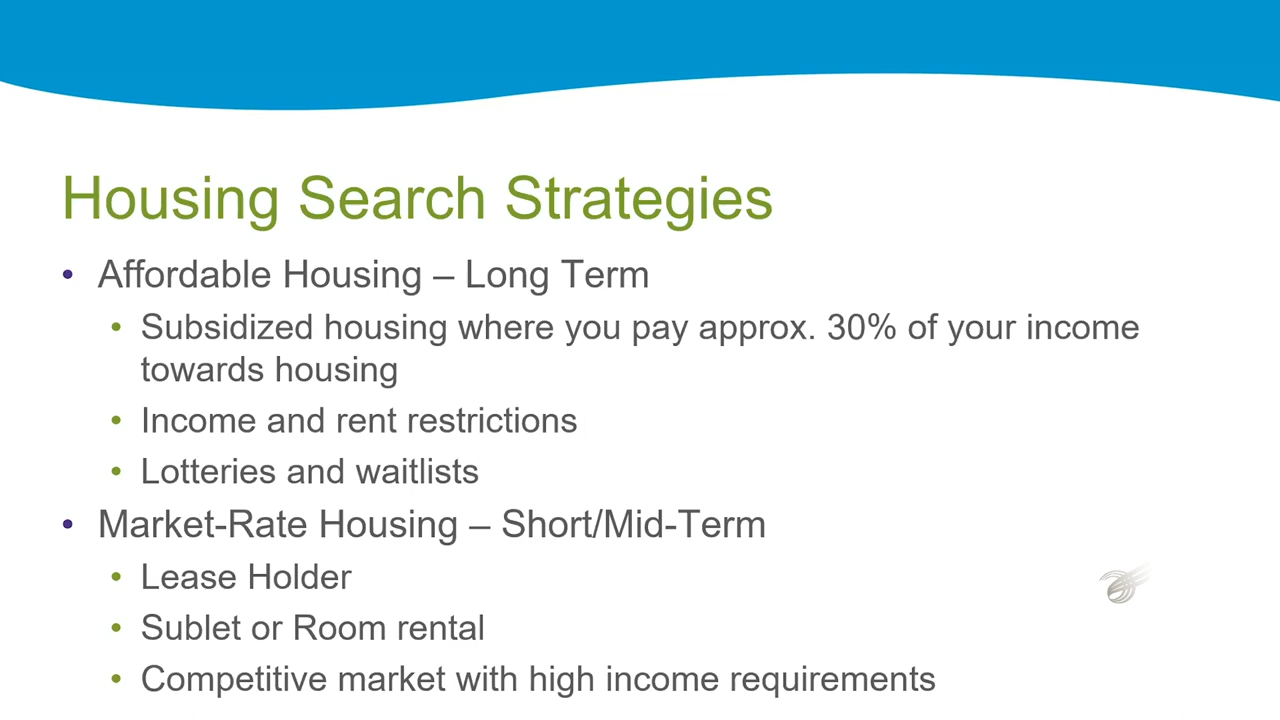 Housing Search Strategies
• Affordable Housing – Long Term
• Subsidized housing where you pay approx. 30% of your income
towards housing
• Income and rent restrictions
• Lotteries and waitlists
• Market-Rate Housing – Short/Mid-Term
• Lease Holder
• Sublet or Room rental
• Competitive market with high income requirements